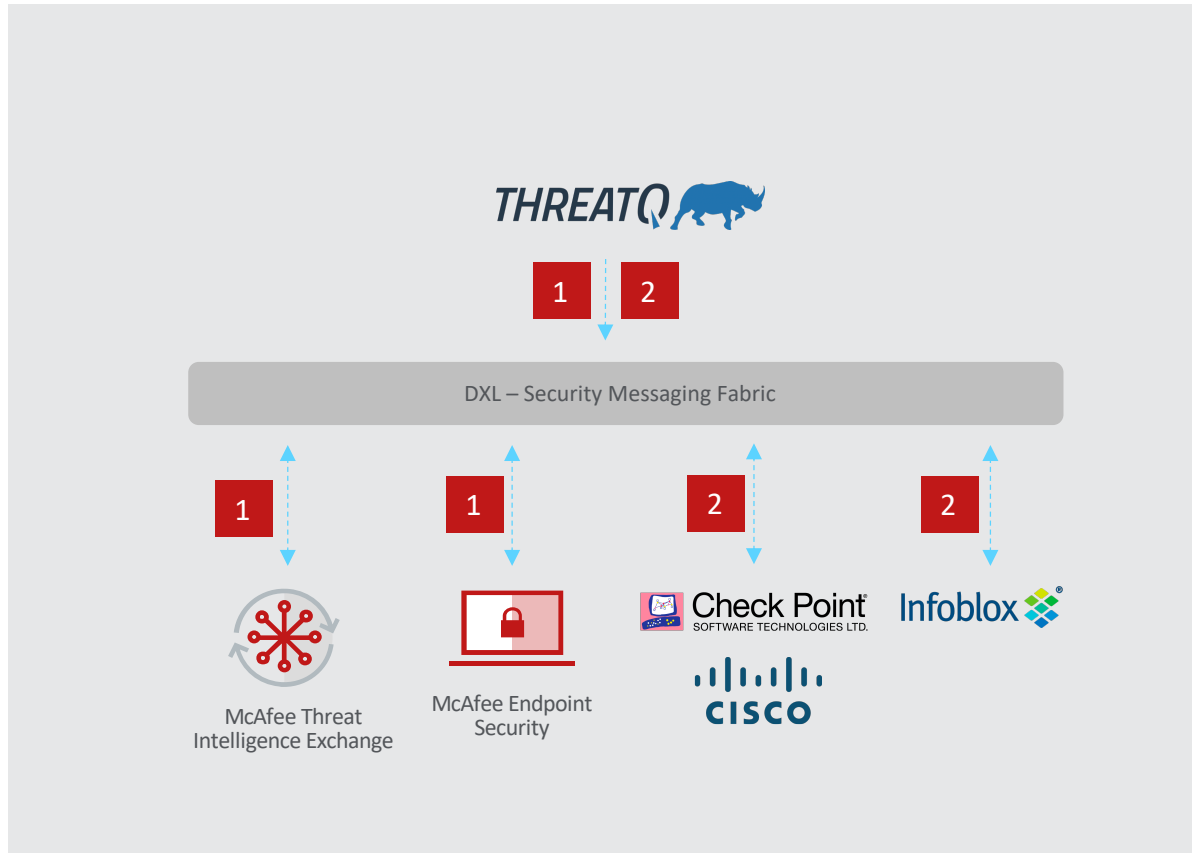 THREATQ
1 2
DXL – Security Messaging Fabric
1 1 2 2
Check Point®
SOFTWARE TECHNOLOGIES LTD.
Infoblox®
CISCO
McAfee Threat
Intelligence Exchange
McAfee Endpoint
Security